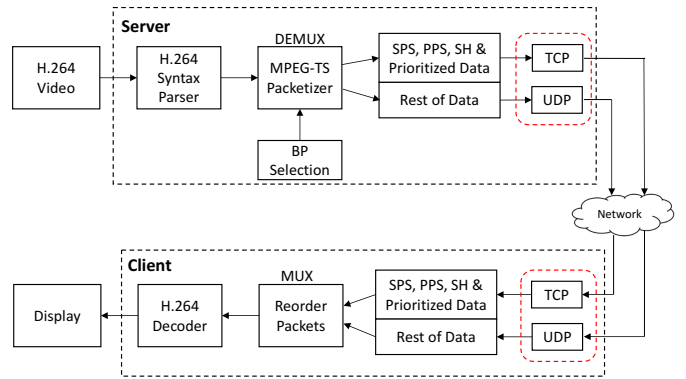 Server
DEMUX
H.264
Video
H.264
Syntax
Parser
MPEG-TS
Packetizer
SPS, PPS, SH &
Prioritized Data
Rest of Data
TCP
UDP
BP
Selection
Network
Client
MUX
Display
H.264
Decoder
Reorder
Packets
SPS, PPS, SH &
Prioritized Data
Rest of Data
TCP
UDP